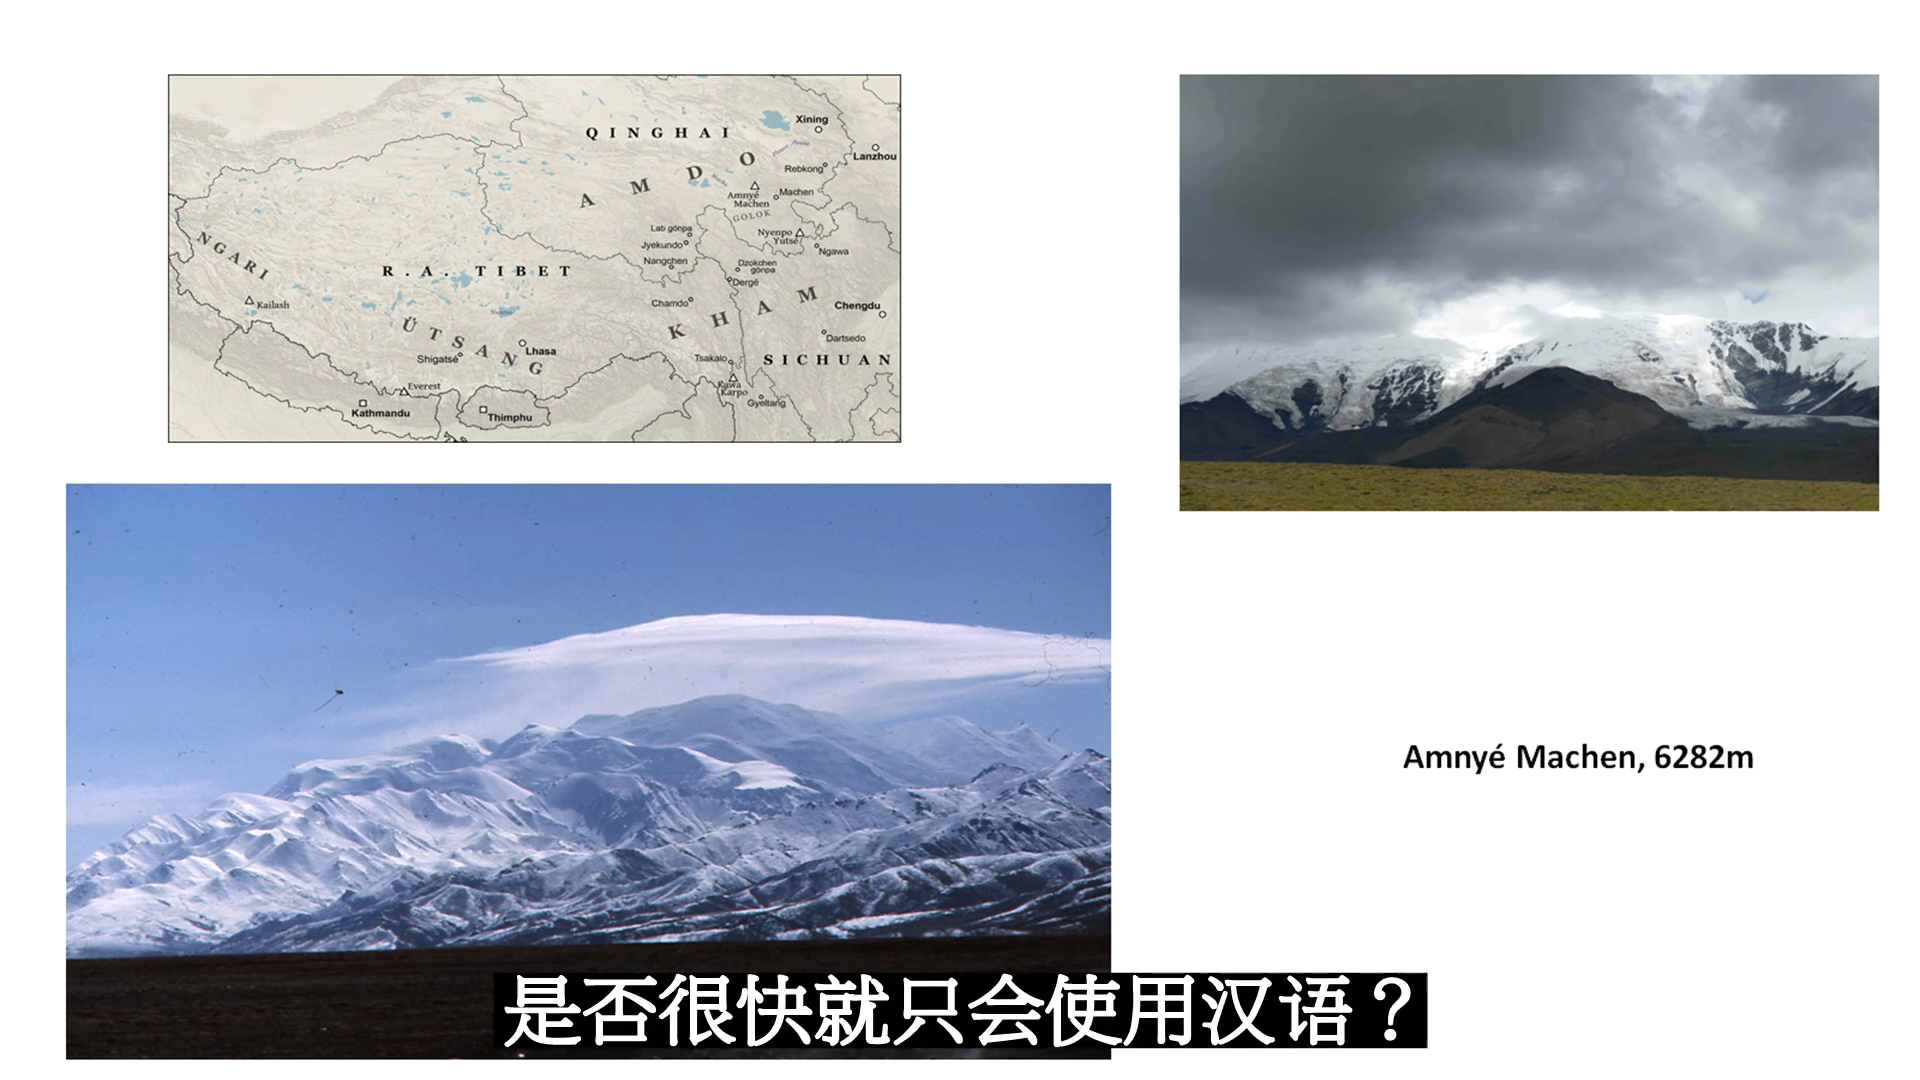 QINGHAI
Xining
Lanzhou
AMDO
Rebkong
Amnyé
Machen
Machen
GOLOK
Lab gönpa
Nyenpo
Yutse
Jyekundo
Ngawa
NGARI
Nangchen
Dzokchen
gönpa
R.A. TIBET
Dergé
Kailash
Chamdo
KHAM
Chengdu
ÜTSANG
Dartsedo
Lhasa
Shigatsé
Tsakalo
SICHUAN
Everest
Kawa
Karpo
Kathmandu
Thimphu
Gyeltang
Amnyé Machen, 6282m
是否很快就只会使用汉语？